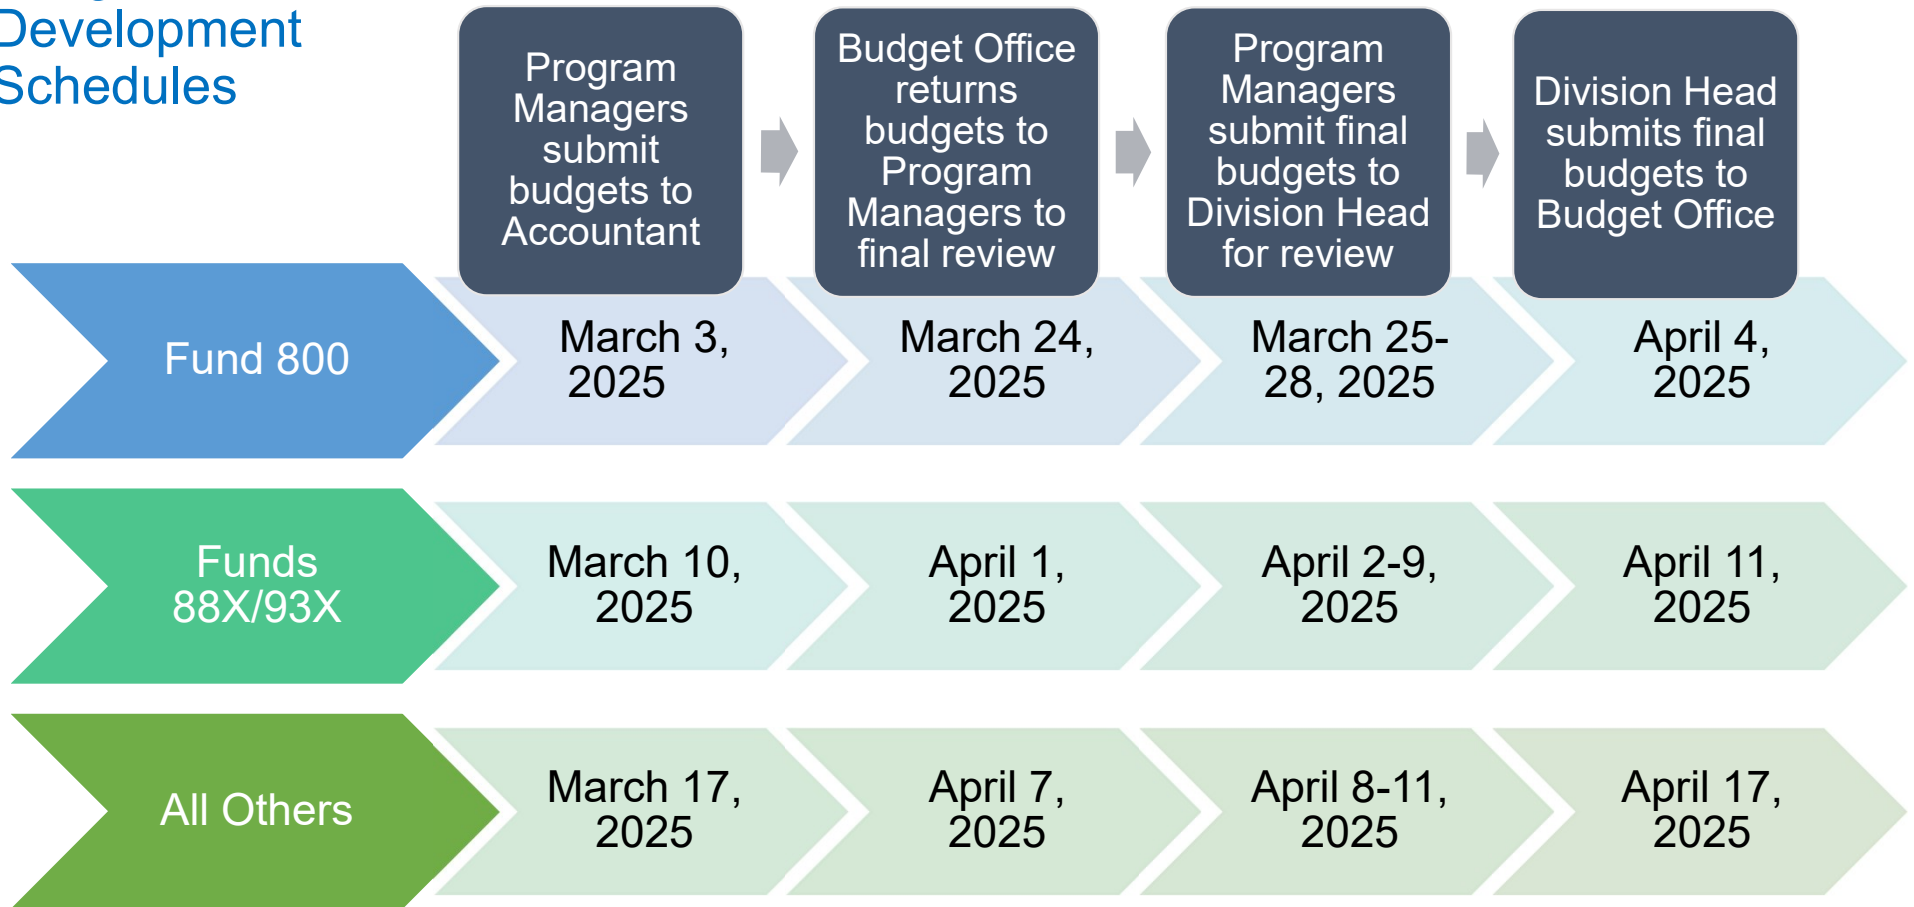 Development
Schedules
Program
Managers
submit
budgets to
Accountant
Budget Office
returns
budgets to
Program
Managers to
final review
Program
Managers
submit final
budgets to
Division Head
for review
Division Head
submits final
budgets to
Budget Office
Fund 800
March 3,
2025
March 24,
2025
March 25-
28, 2025
April 4,
2025
Funds
88X/93X
March 10,
2025
April 1,
2025
April 2-9,
2025
April 11,
2025
All Others
March 17,
2025
April 7,
2025
April 8-11,
2025
April 17,
2025